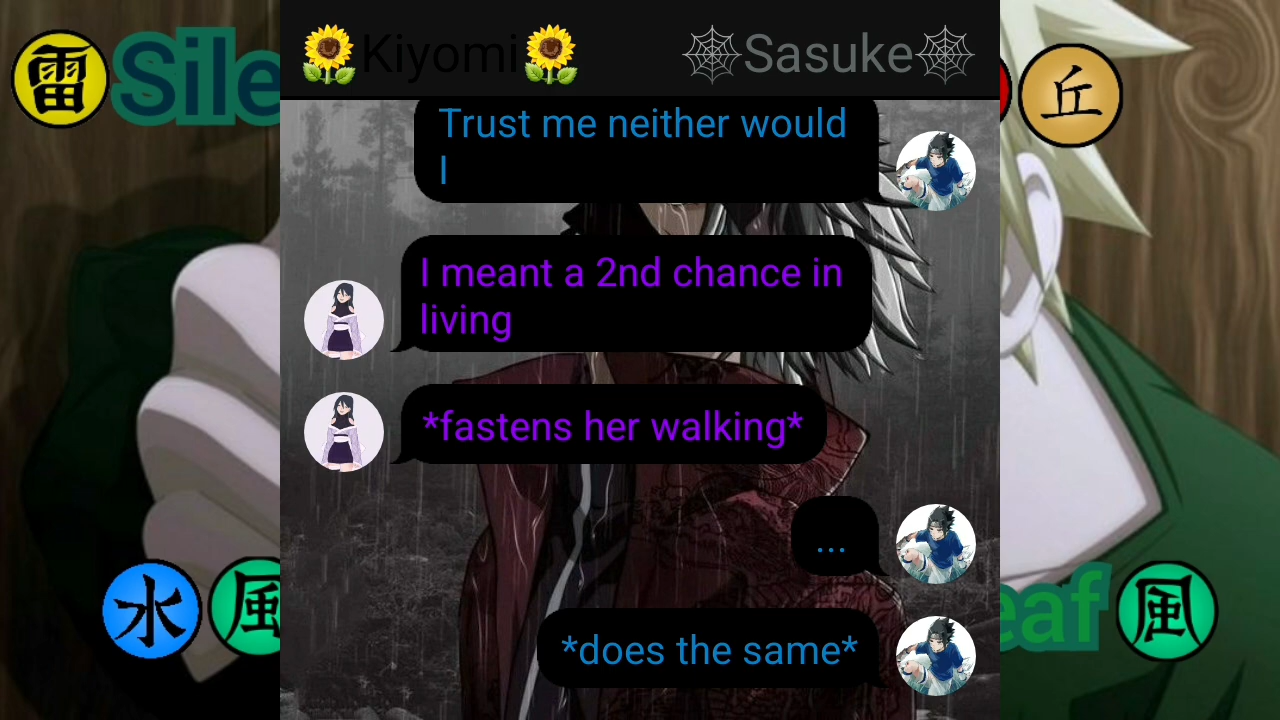 雷 Sile
🌻Kiyomi🌻
🕸Sasuke🕸
丘
Trust me neither would
I
I meant a 2nd chance in
living
*fastens her walking*
...
*does the same*
水 風
eaf 風